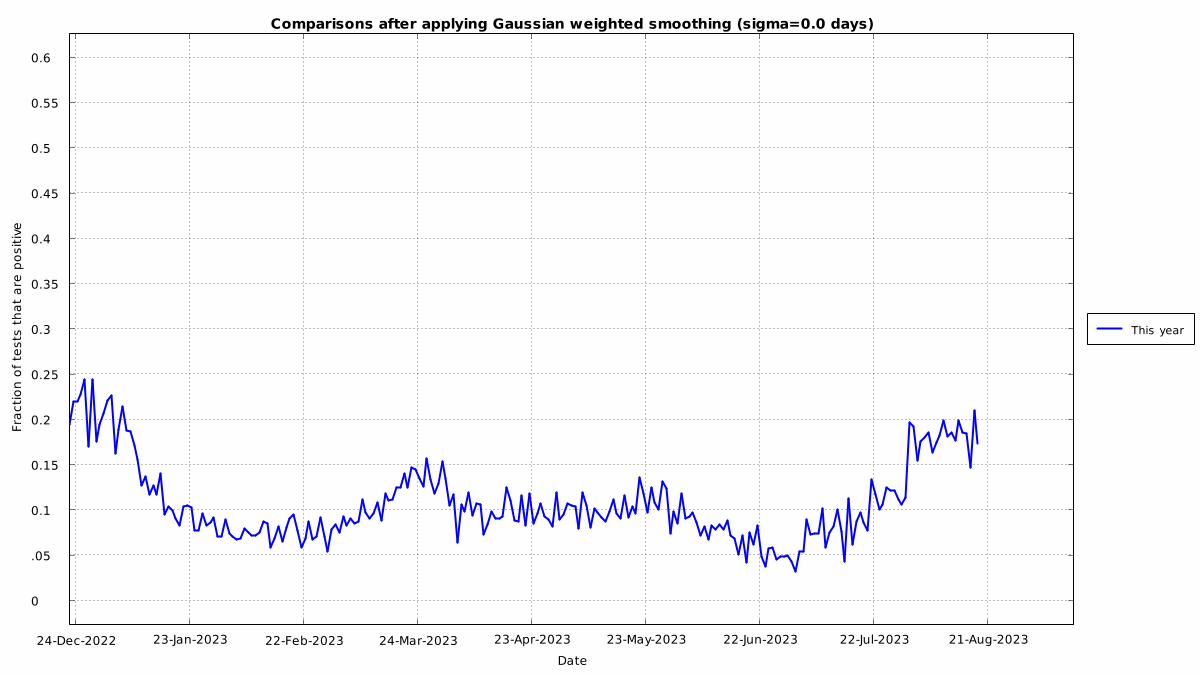 Comparisons after applying Gaussian weighted smoothing (sigma=0.0 days)
0.6
0.55
0.5
0.45
0.4
0.35
0.3
0.25
0.2
0.15
0.1
.05
0
Fraction of tests that are positive
This year
24-Dec-2022 23-Jan-2023 22-Feb-2023 24-Mar-2023 23-Apr-2023 23-May-2023 22-Jun-2023 22-Jul-2023 21-Aug-2023
Date